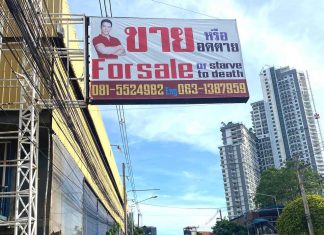 ขาย หรือ
อดตาย
For sale or starve
to death
081-5524982 Eng 063-1387959